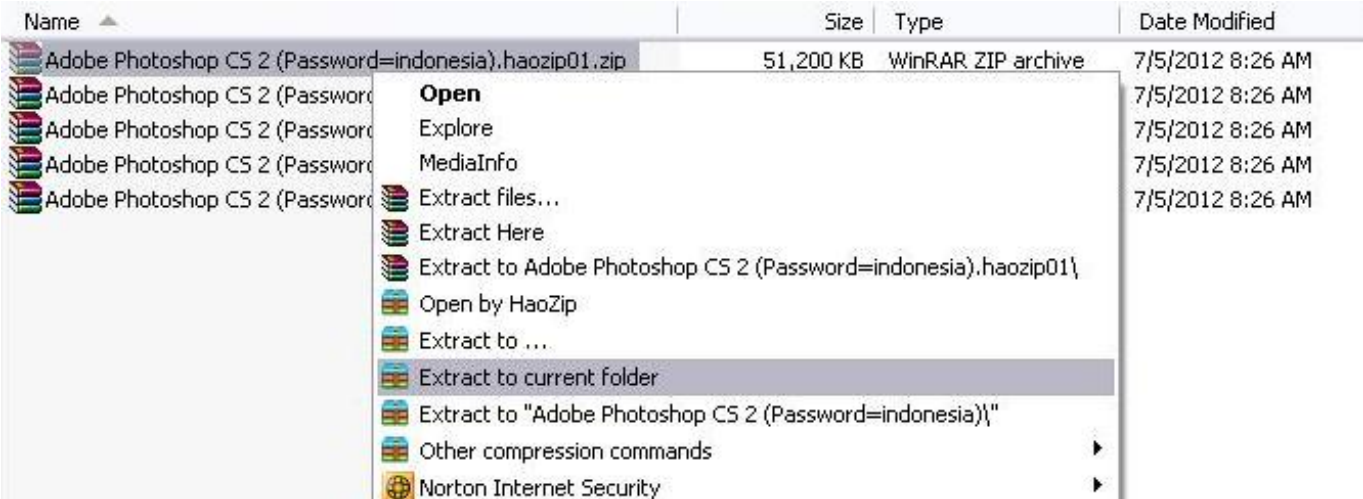 Name Size Type Date Modified
Adobe Photoshop CS 2 (Password=indonesia).haozip01.zip 51,200 KB WinRAR ZIP archive 7/5/2012 8:26 AM
Adobe Photoshop CS 2 (Password 7/5/2012 8:26 AM
Adobe Photoshop CS 2 (Password 7/5/2012 8:26 AM
Adobe Photoshop CS 2 (Password 7/5/2012 8:26 AM
Adobe Photoshop CS 2 (Password 7/5/2012 8:26 AM
Open
Explore
MediaInfo
Extract files...
Extract Here
Extract to Adobe Photoshop CS 2 (Password=indonesia).haozip01\
Open by HaoZip
Extract to ...
Extract to current folder
Extract to "Adobe Photoshop CS 2 (Password=indonesia)\"
Other compression commands
Norton Internet Security